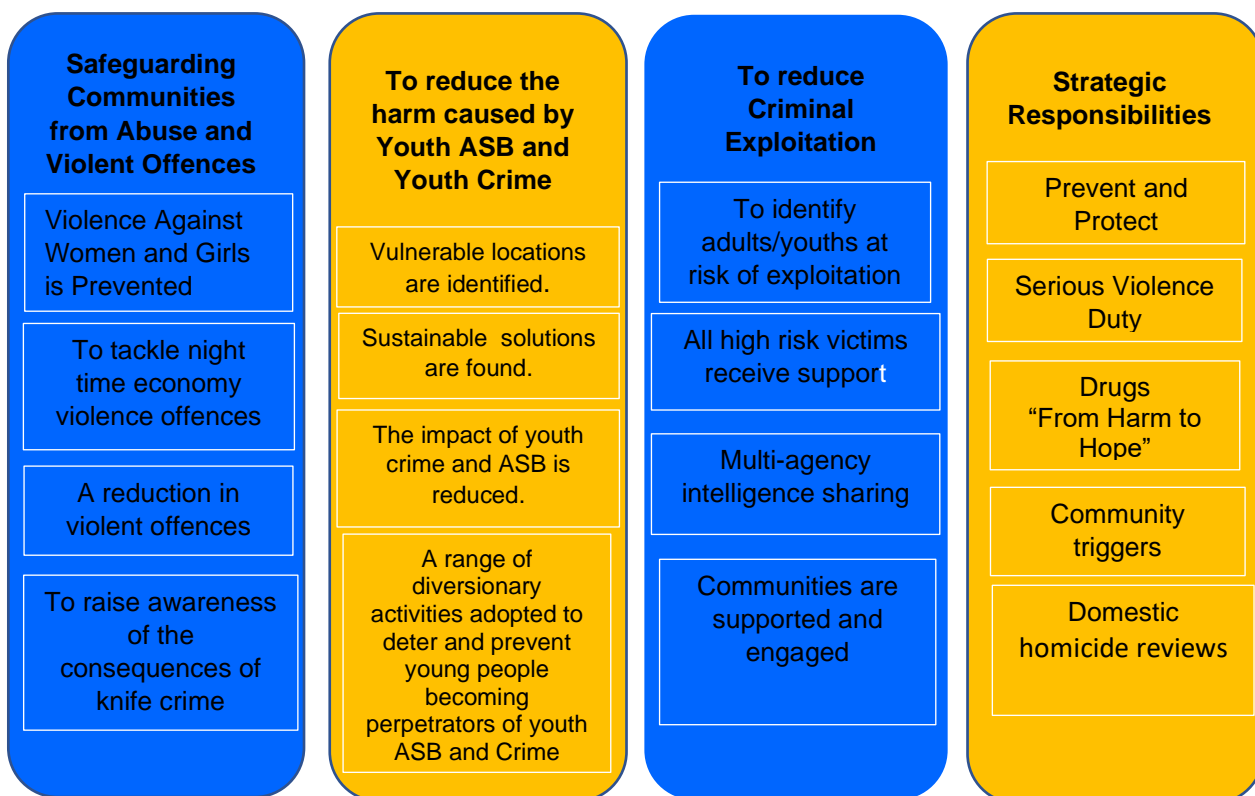 Safeguarding
Communities
from Abuse and
Violent Offences
Violence Against
Women and Girls
is Prevented
To tackle night
time economy
violence offences
A reduction in
violent offences
To raise awareness
of the
consequences of
knife crime
To reduce the
harm caused by
Youth ASB and
Youth Crime
Vulnerable locations
are identified.
Sustainable solutions
are found.
The impact of youth
crime and ASB is
reduced.
A range of
diversionary
activities adopted to
deter and prevent
young people
becoming
perpetrators of youth
ASB and Crime
To reduce
Criminal
Exploitation
To identify
adults/youths at
risk of exploitation
All high risk victims
receive support
Multi-agency
intelligence sharing
Communities are
supported and
engaged
Strategic
Responsibilities
Prevent and
Protect
Serious Violence
Duty
Drugs
“From Harm to
Hope”
Community
triggers
Domestic
homicide reviews